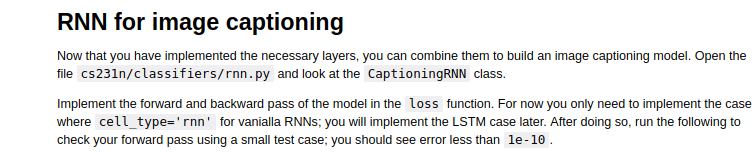 RNN for image captioning
Now that you have implemented the necessary layers, you can combine them to build an image captioning model. Open the
file cs231n/classifiers/rnn.py and look at the CaptioningRNN class.
Implement the forward and backward pass of the model in the loss function. For now you only need to implement the case
where cell_type='rnn' for vanialla RNNs; you will implement the LSTM case later. After doing so, run the following to
check your forward pass using a small test case; you should see error less than 1e-10.